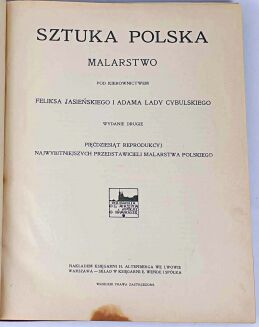 SZTUKA POLSKA
MALARSTWO
POD KIEROWNICTWEM
FELIKSA JASIEŃSKIEGO I ADAMA ŁADY CYBULSKIEGO
WYDANIE DRUGIE
PIĘĆDZIESIĄT REPRODUKCYJ
NAJWYBITNIEJSZYCH PRZEDSTAWICIELI MALARSTWA POLSKIEGO
NAKŁADEM KSIĘGARNI H. ALTENBERGA WE LWOWIE
WARSZAWA — SKŁAD W KSIĘGARNI E. WENDE I SPÓŁKA
WSZELKIE PRAWA ZASTRZEŻONE